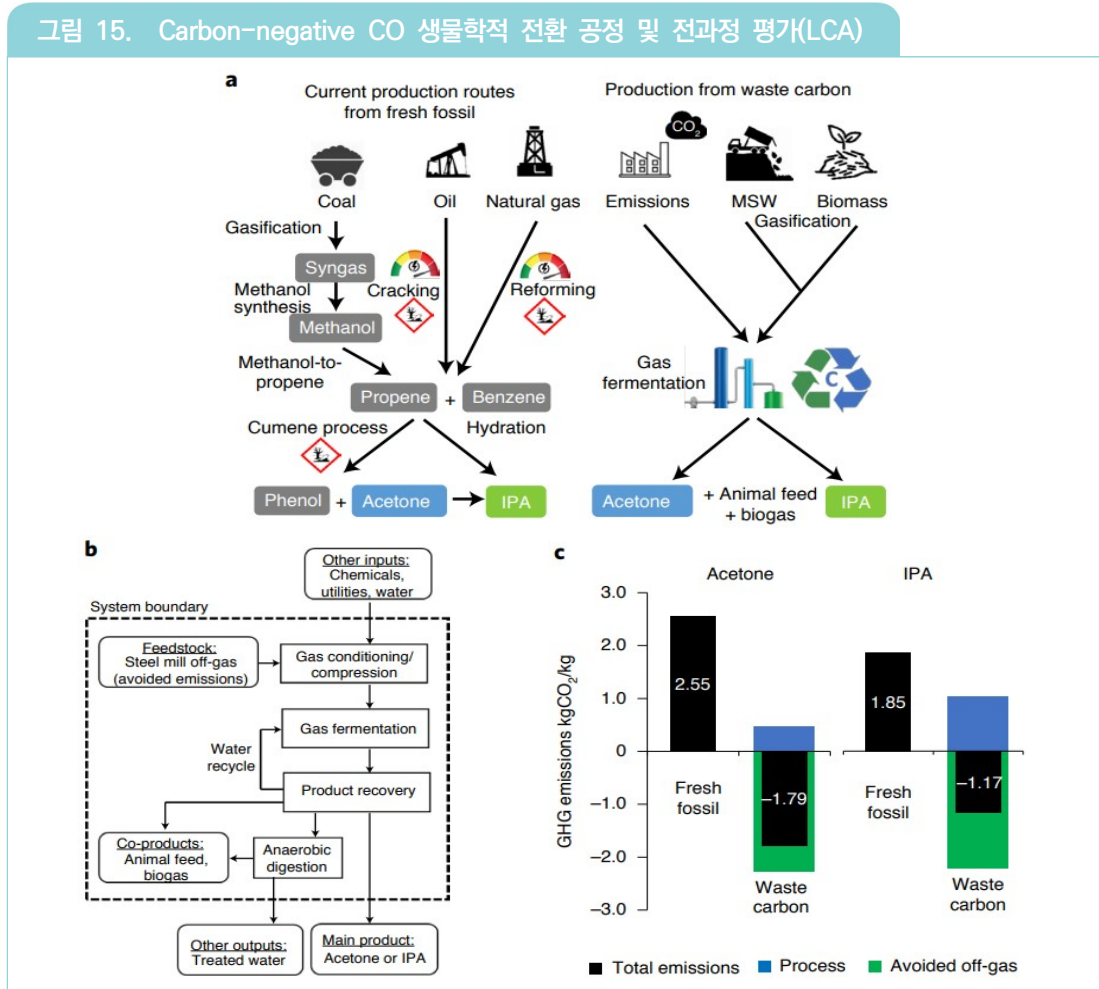 그림 15. Carbon-negative CO 생물학적 전환 공정 및 전과정 평가(LCA)
a
Current production routes
from fresh fossil
Production from waste carbon
CO2
Coal
Oil
Natural gas
Emissions
MSW
Biomass
Gasification
Gasification
Syngas
Cracking
Reforming
Methanol
synthesis
Methanol
Methanol-to-
propene
Gas
fermentation
C
Propene + Benzene
Cumene process
Hydration
Phenol + Acetone
IPA
Acetone
+ Animal feed
+ biogas
IPA
b
Other inputs:
Chemicals,
utilities, water
System boundary
Feedstock:
Steel mill off-gas
(avoided emissions)
Gas conditioning/
compression
Gas fermentation
Water
recycle
Product recovery
Co-products:
Animal feed,
biogas
Anaerobic
digestion
Other outputs:
Treated water
Main product:
Acetone or IPA
c
Acetone
IPA
GHG emissions kgCO2/kg
3.0
2.0
1.0
0
−1.0
−2.0
−3.0
2.55
−1.79
1.85
−1.17
Fresh
fossil
Waste
carbon
Fresh
fossil
Waste
carbon
Total emissions
Process
Avoided off-gas